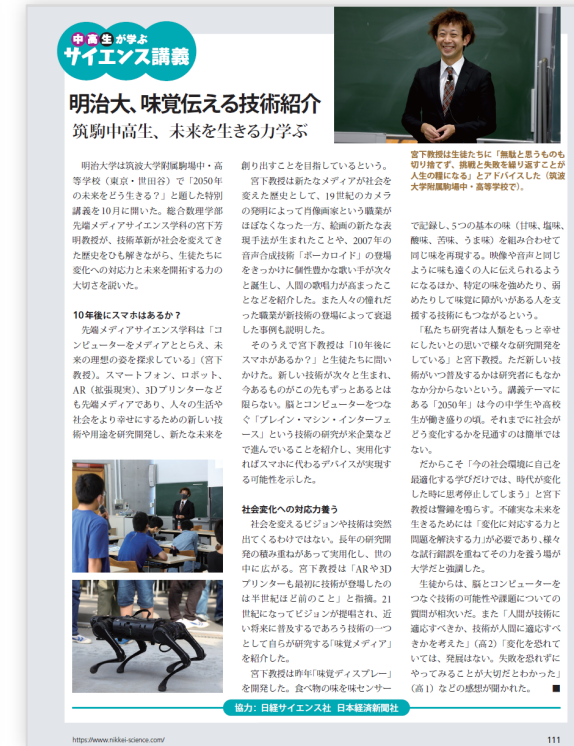 中高生が学ぶ
サイエンス講義
明治大、味覚伝える技術紹介
筑駒中高生、未来を生きる力学ぶ
宮下教授は生徒たちに「無駄と思うものも
切り捨てず、挑戦と失敗を繰り返すことが
人生の糧になる」とアドバイスした（筑波
大学附属駒場中・高等学校で）。
明治大学は筑波大学附属駒場中・高
等学校（東京・世田谷）で「2050年
の未来をどう生きる？」と題した特別
講義を10月に開いた。総合数理学部
先端メディアサイエンス学科の宮下芳
明教授が、技術革新が社会を変えてき
た歴史をひも解きながら、生徒たちに
変化への対応力と未来を開拓する力の
大切さを説いた。
10年後にスマホはあるか？
先端メディアサイエンス学科は「コ
ンピューターをメディアととらえ、未
来の理想の姿を探求している」（宮下
教授）。スマートフォン、ロボット、
AR（拡張現実）、3Dプリンターなど
も先端メディアであり、人々の生活や
社会をより幸せにするための新しい技
術や用途を研究開発し、新たな未来を
創り出すことを目指しているという。
宮下教授は新たなメディアが社会を
変えた歴史として、19世紀のカメラ
の発明によって肖像画家という職業が
ほぼなくなった一方、絵画の新たな表
現手法が生まれたことや、2007年の
音声合成技術「ボーカロイド」の登場
をきっかけに個性豊かな歌い手が次々
と誕生し、人間の歌唱力が高まったこ
となどを紹介した。また人々の憧れだ
った職業が新技術の登場によって衰退
した事例も説明した。
そのうえで宮下教授は「10年後に
スマホがあるか？」と生徒たちに問い
かけた。新しい技術が次々と生まれ、
今あるものがこの先もずっとあるとは
限らない。脳とコンピューターをつな
ぐ「ブレイン・マシン・インターフェ
ース」という技術の研究が米企業など
で進んでいることを紹介し、実用化す
ればスマホに代わるデバイスが実現す
る可能性を示した。
社会変化への対応力養う
社会を変えるビジョンや技術は突然
出てくるわけではない。長年の研究開
発の積み重ねがあって実用化し、世の
中に広がる。宮下教授は「ARや3D
プリンターも最初に技術が登場したの
は半世紀ほど前のこと」と指摘。21
世紀になってビジョンが提唱され、近
い将来に普及するであろう技術の一つ
として自らが研究する「味覚メディア」
を紹介した。
宮下教授は昨年「味覚ディスプレー」
を開発した。食べ物の味を味センサー
で記録し、5つの基本の味（甘味、塩味、
酸味、苦味、うま味）を組み合わせて
同じ味を再現する。映像や音声と同じ
ように味も遠くの人に伝えられるよう
になるほか、特定の味を強めたり、弱
めたりして味覚に障がいがある人を支
援する技術にもつながるという。
「私たち研究者は人類をもっと幸せ
にしたいとの思いで様々な研究開発を
している」と宮下教授。ただ新しい技
術がいつ普及するかは研究者にもなか
なか分からないという。講義テーマに
ある「2050年」は今の中学生や高校
生が働き盛りの頃。それまでに社会が
どう変化するかを見通すのは簡単では
ない。
だからこそ「今の社会環境に自己を
最適化する学びだけでは、時代が変化
した時に思考停止してしまう」と宮下
教授は警鐘を鳴らす。不確実な未来を
生きるためには「変化に対応する力と
問題を解決する力」が必要であり、様々
な試行錯誤を重ねてその力を養う場が
大学だと強調した。
生徒からは、脳とコンピューターを
つなぐ技術の可能性や課題についての
質問が相次いだ。また「人間が技術に
適応すべきか、技術が人間に適応すべ
きかを考えた」（高2）「変化を恐れて
いては、発展はない。失敗を恐れずに
やってみることが大切だとわかった」
（高1）などの感想が聞かれた。 ■
協力：日経サイエンス社 日本経済新聞社
https://www.nikkei-science.com/
111